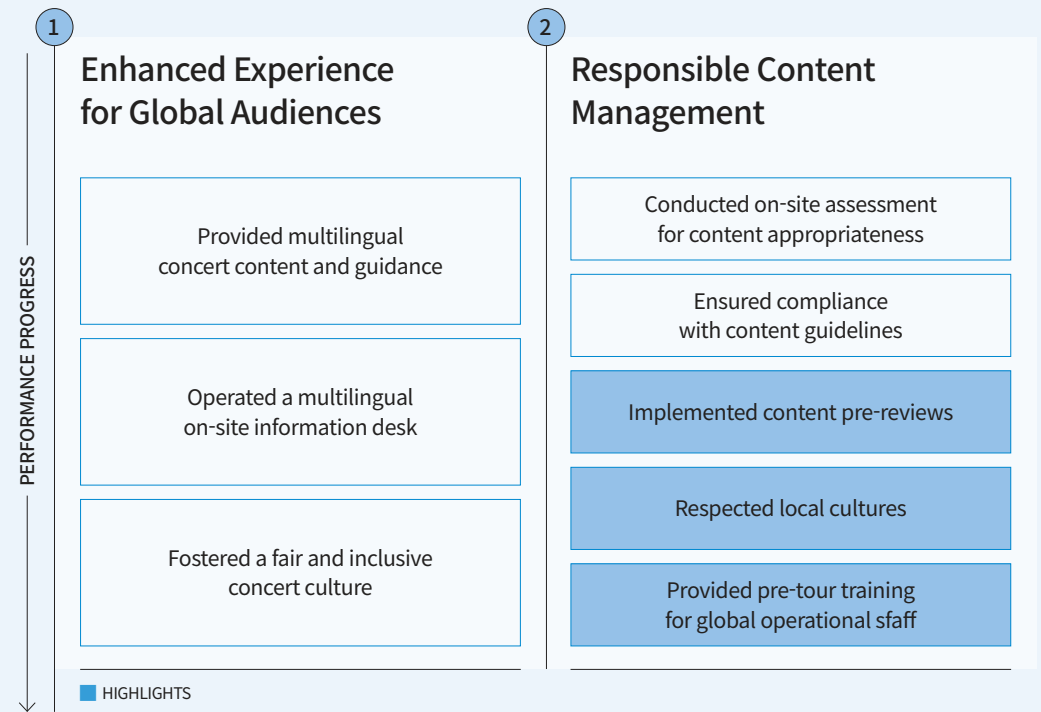 1
Enhanced Experience
for Global Audiences
Provided multilingual
concert content and guidance
Operated a multilingual
on-site information desk
Fostered a fair and inclusive
concert culture
2
Responsible Content
Management
Conducted on-site assessment
for content appropriateness
Ensured compliance
with content guidelines
Implemented content pre-reviews
Respected local cultures
Provided pre-tour training
for global operational sfaff
PERFORMANCE PROGRESS
HIGHLIGHTS